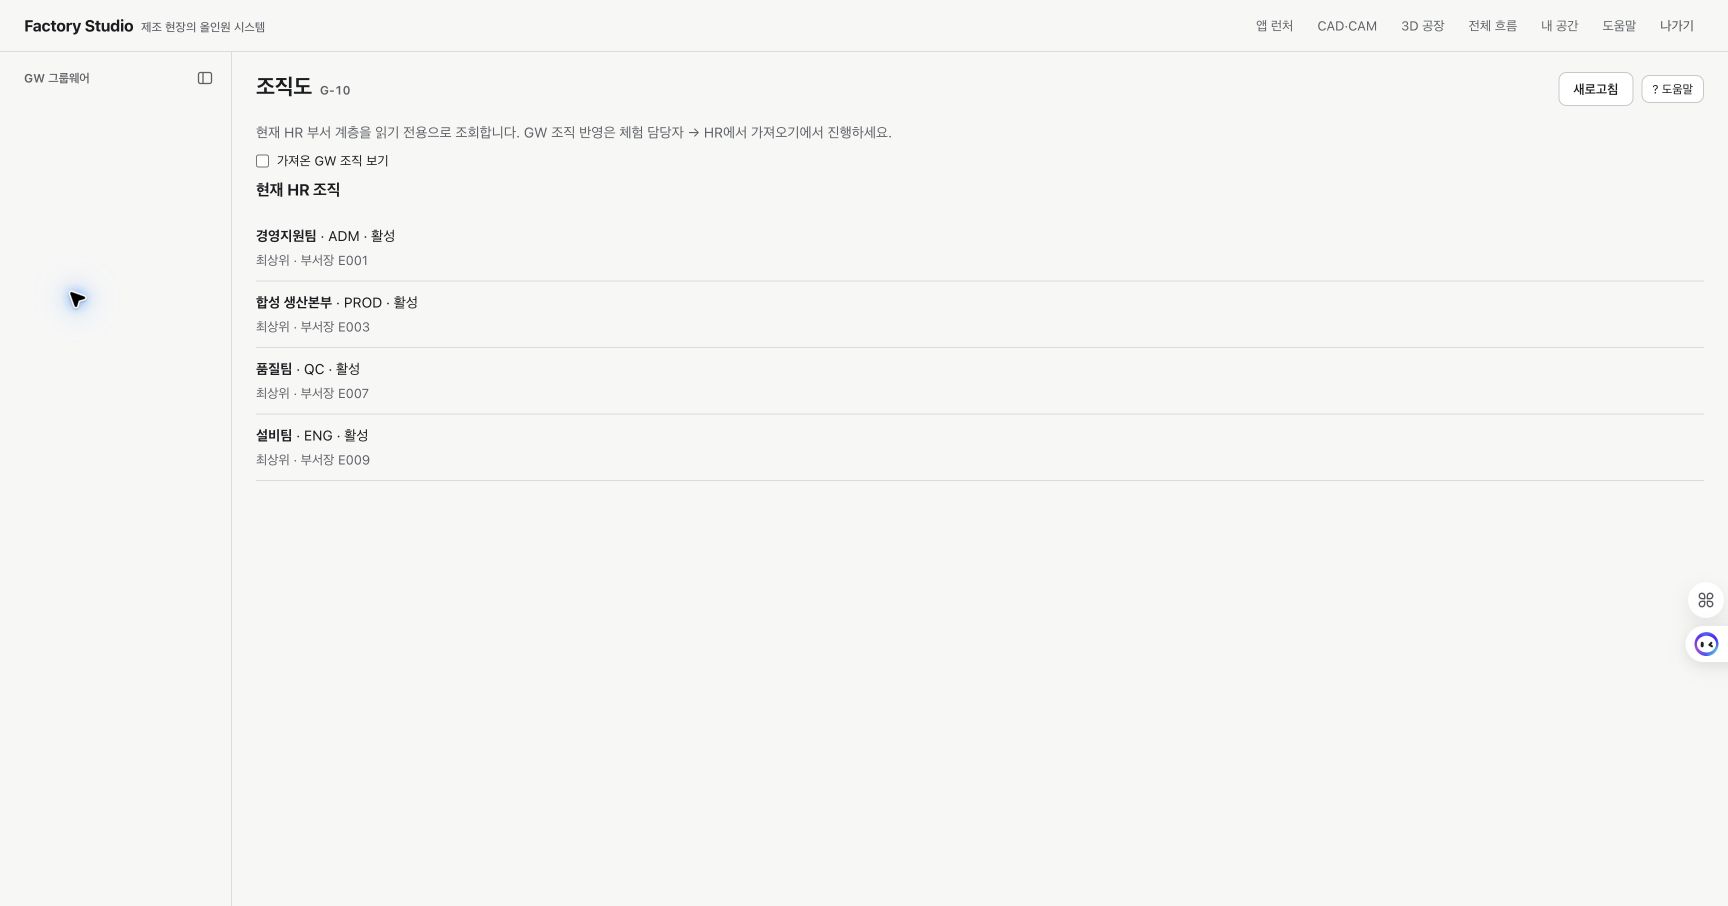 Factory Studio 제조 현장의 올인원 시스템
앱 런처 CAD·CAM 3D 공장 전체 흐름 내 공간 도움말 나가기
GW 그룹웨어
조직도 G-10
새로고침 ? 도움말
현재 HR 부서 계층을 읽기 전용으로 조회합니다. GW 조직 반영은 체험 담당자 → HR에서 가져오기에서 진행하세요.
가져온 GW 조직 보기
현재 HR 조직
경영지원팀 · ADM · 활성
최상위 · 부서장 E001
합성 생산본부 · PROD · 활성
최상위 · 부서장 E003
품질팀 · QC · 활성
최상위 · 부서장 E007
설비팀 · ENG · 활성
최상위 · 부서장 E009